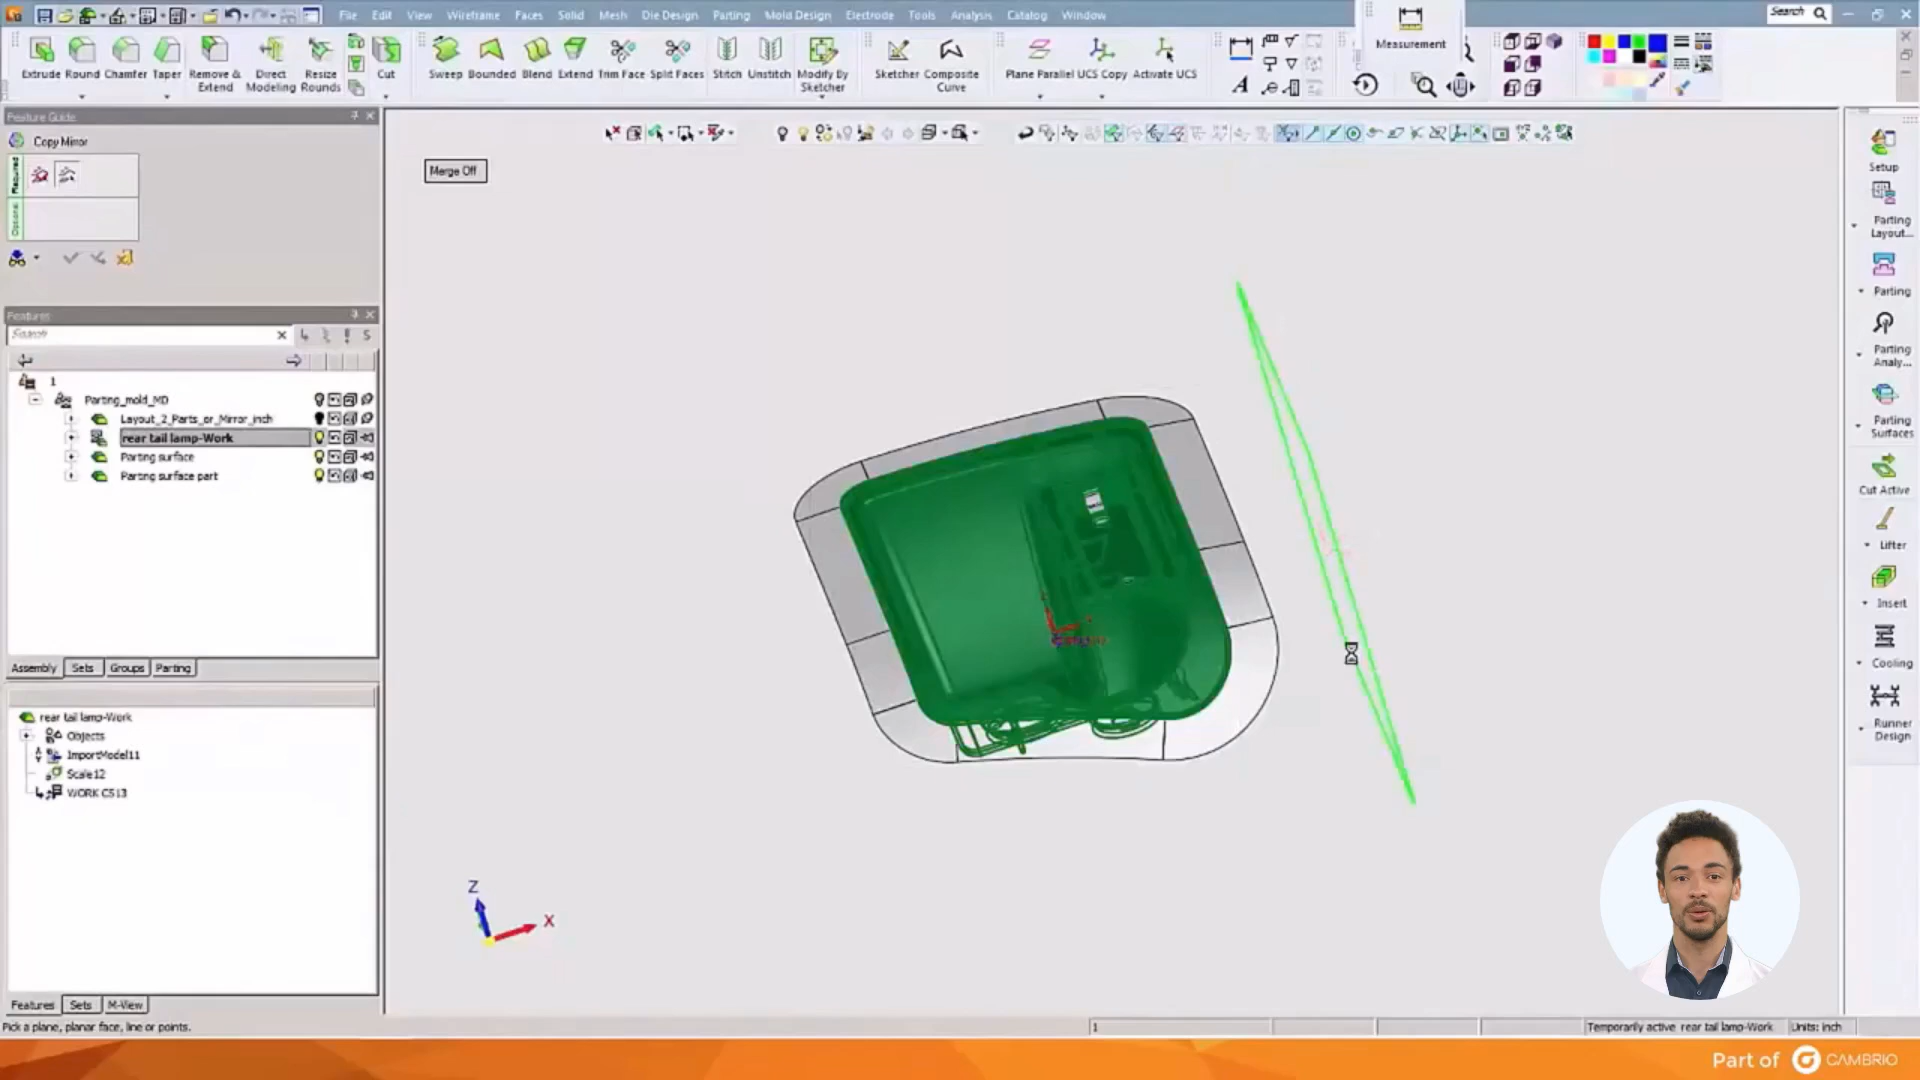 File Edit View Wireframe Faces Solid Mesh Die Design Parting Mold Design Electrode Tools Analysis Catalog Window
Search
Measurement
Extrude Round Chamfer Taper Remove & Extend Direct Modeling Resize Rounds Cut
Sweep Bounded Blend Extend Trim Face Split Faces Stitch Unstitch Modify By Sketcher
Sketcher Composite Curve
Plane Parallel UCS Copy Activate UCS
Feature Guide
Copy Mirror
Required
Optional
Merge Off
Features
Search
1
Parting_mold_MD
Layout_2_Parts_or_Mirror_inch
rear tail lamp-Work
Parting surface
Parting surface part
Assembly Sets Groups Parting
rear tail lamp-Work
Objects
ImportModel11
Scale12
WORK CS13
Features Sets M-View
Z
X
Setup
Parting Layout...
Parting
Parting Analy...
Parting Surfaces
Cut Active
Lifter
Insert
Cooling
Runner Design
Pick a plane, planar face, line or points.
1
Temporarily active rear tail lamp-Work
Units: inch
Part of CAMBRIO